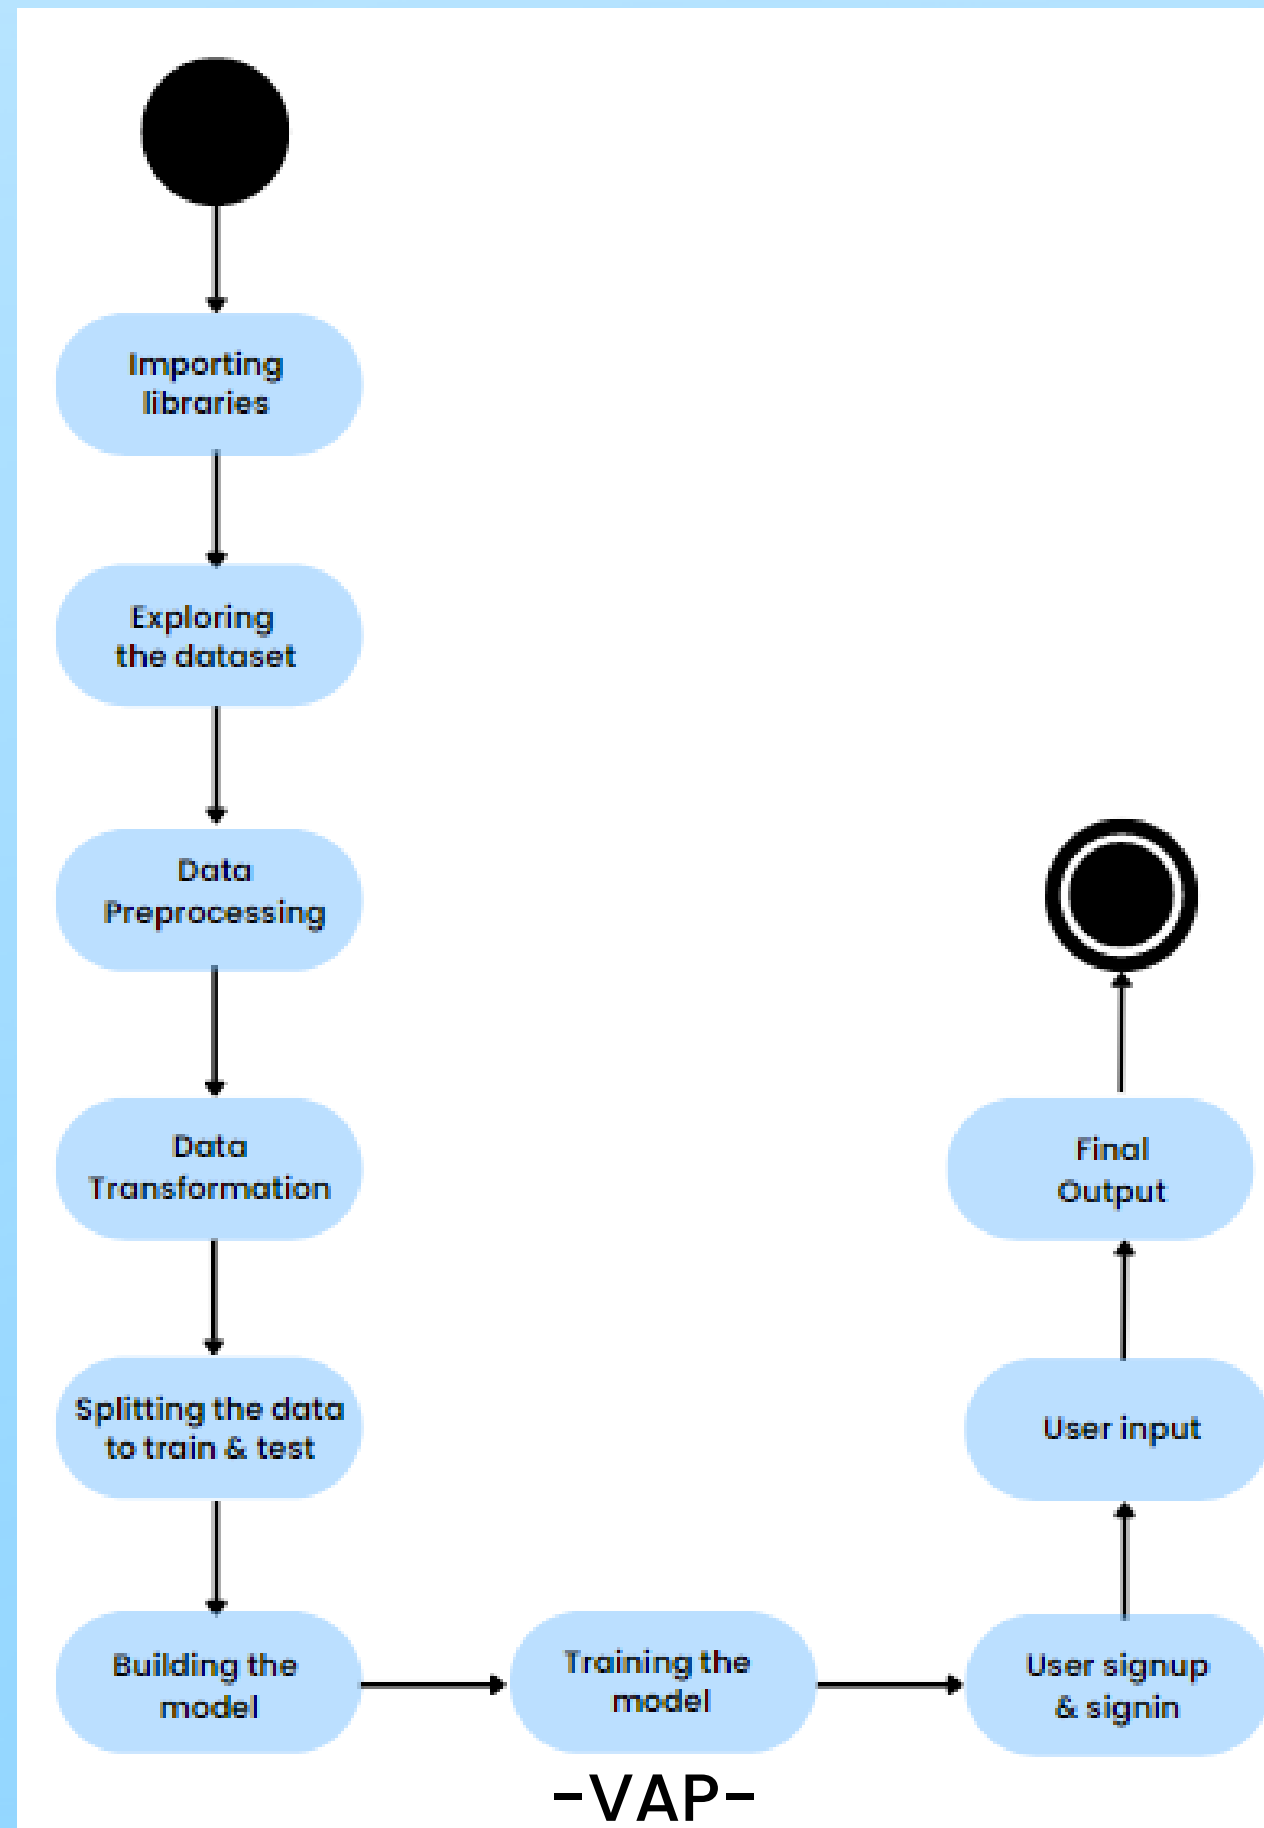 Importing
libraries
Exploring
the dataset
Data
Preprocessing
Data
Transformation
Splitting the data
to train & test
Building the
model
Training the
model
User signup
& signin
User input
Final
Output
-VAP-